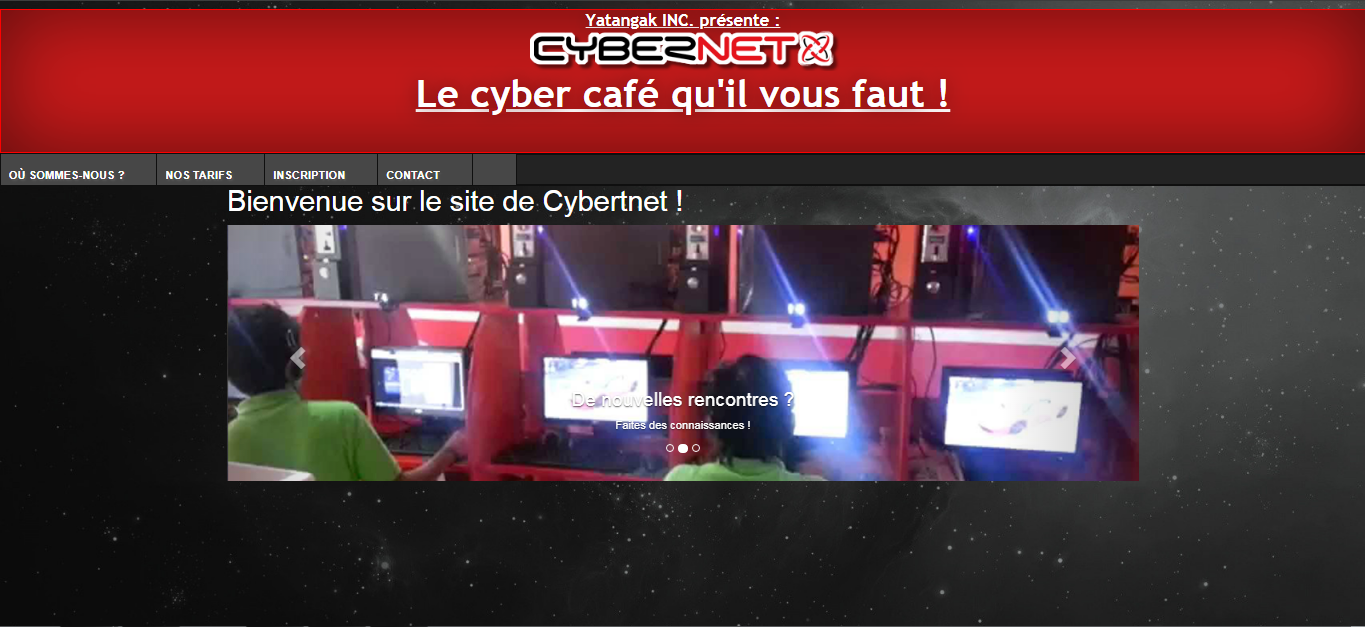 Yatangak INC. présente :
CYBERNET
Le cyber café qu'il vous faut !
OÙ SOMMES-NOUS ? NOS TARIFS INSCRIPTION CONTACT
Bienvenue sur le site de Cybertnet !
De nouvelles rencontres ?
Faites des connaissances !